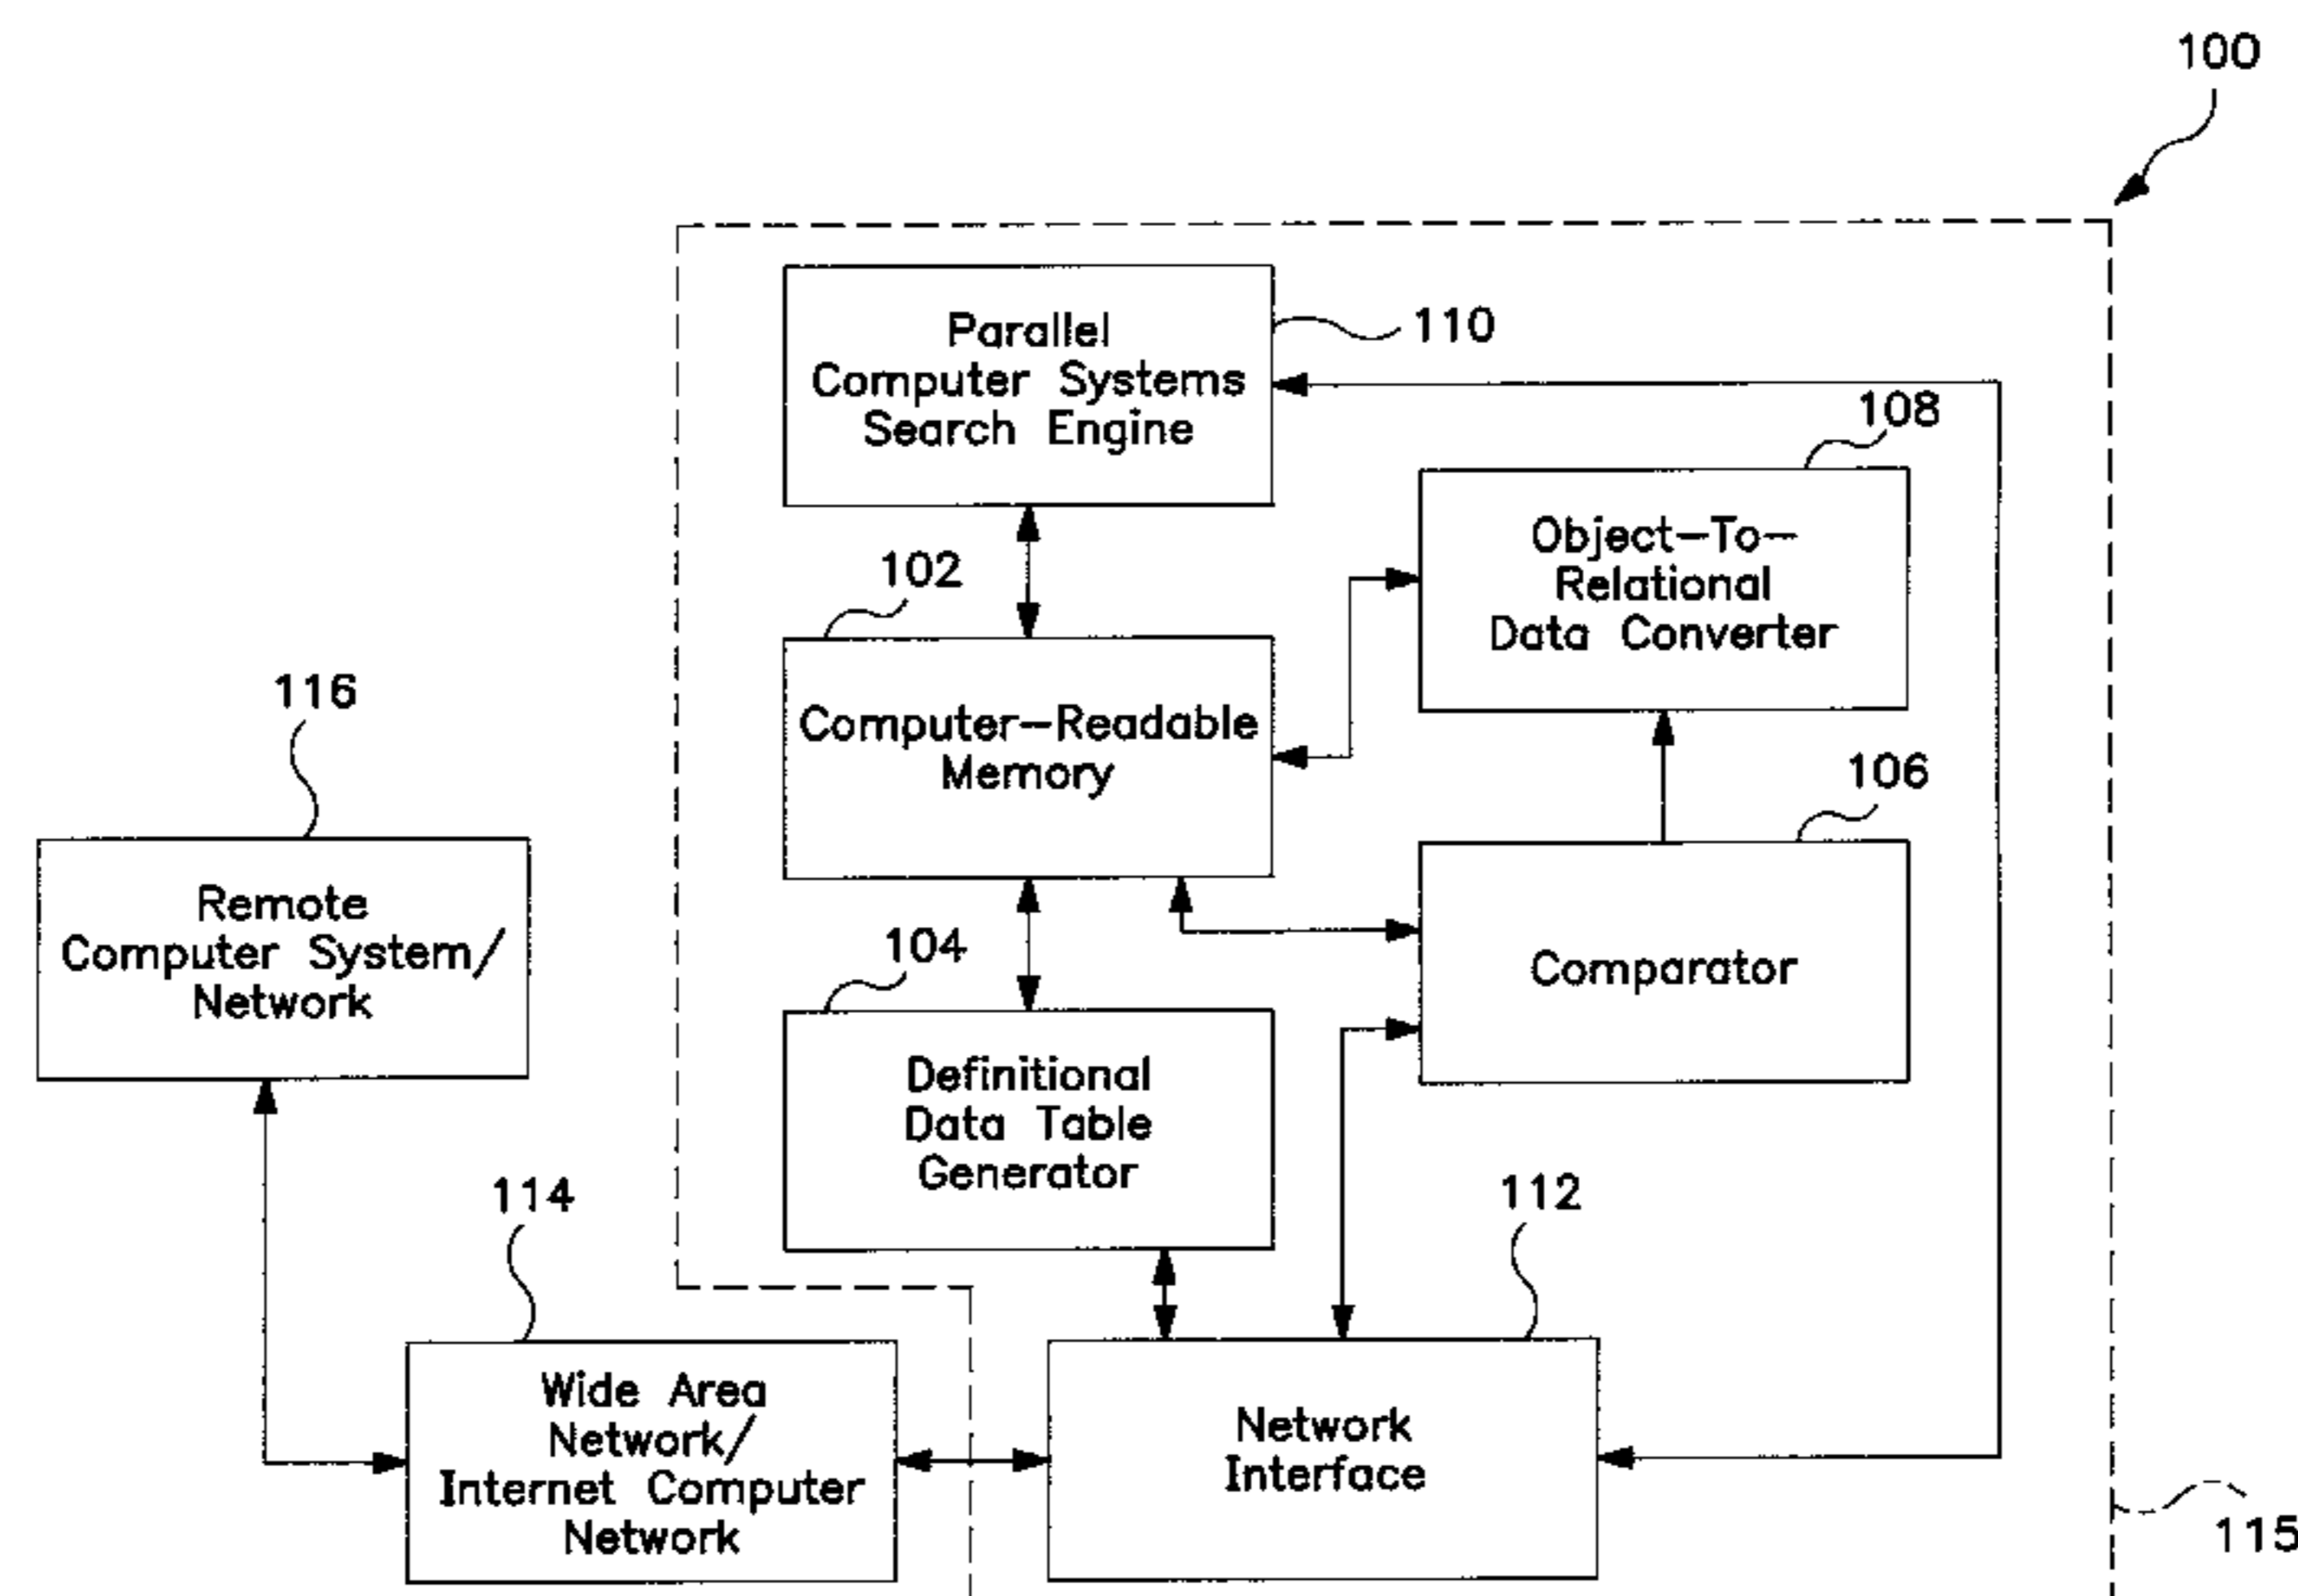 100
Parallel
Computer Systems
Search Engine
110
108
Object-To-
Relational
Data Converter
102
Computer-Readable
Memory
116
106
Remote
Computer System/
Network
Comparator
104
Definitional
Data Table
Generator
114
112
Wide Area
Network/
Internet Computer
Network
Network
Interface
115